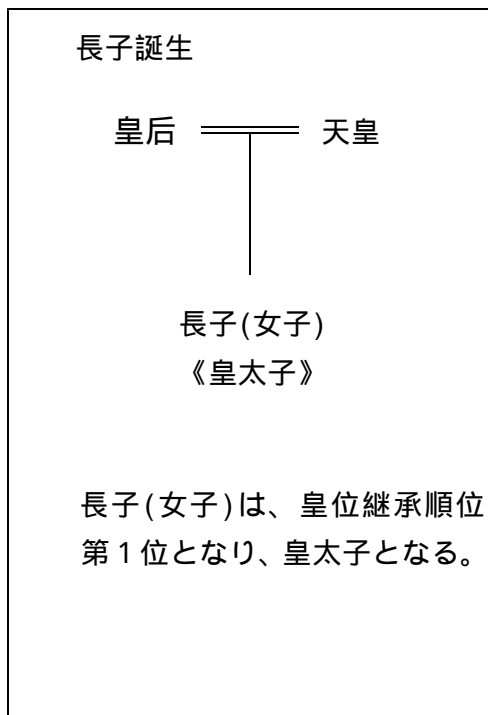 長子誕生
皇后 天皇
長子(女子)
《皇太子》
長子(女子)は、皇位継承順位
第1位となり、皇太子となる。